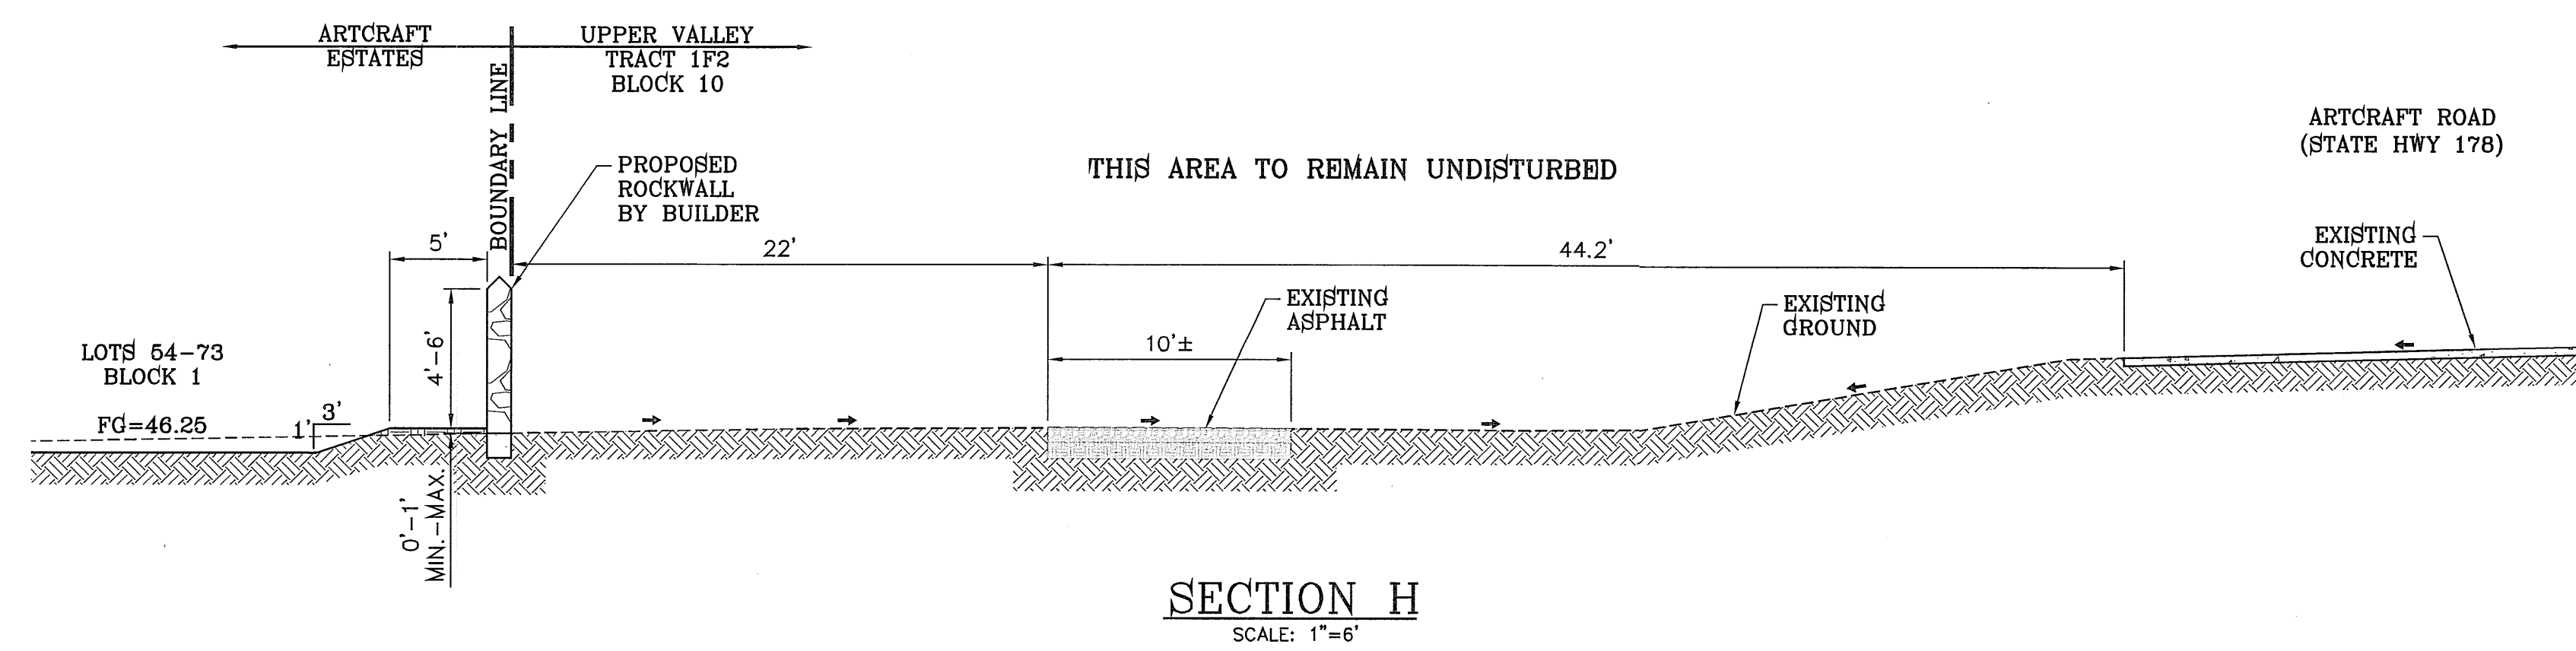 ARTCRAFT
ESTATES
BOUNDARY LINE
UPPER VALLEY
TRACT 1F2
BLOCK 10
PROPOSED
ROCKWALL
BY BUILDER
THIS AREA TO REMAIN UNDISTURBED
ARTCRAFT ROAD
(STATE HWY 178)
5'
22'
44.2'
EXISTING
CONCRETE
EXISTING
ASPHALT
EXISTING
GROUND
10'±
4'-6'
LOTS 54-73
BLOCK 1
FG=46.25
1'
3'
0'-1'
MIN.-MAX.
SECTION H
SCALE: 1"=6'